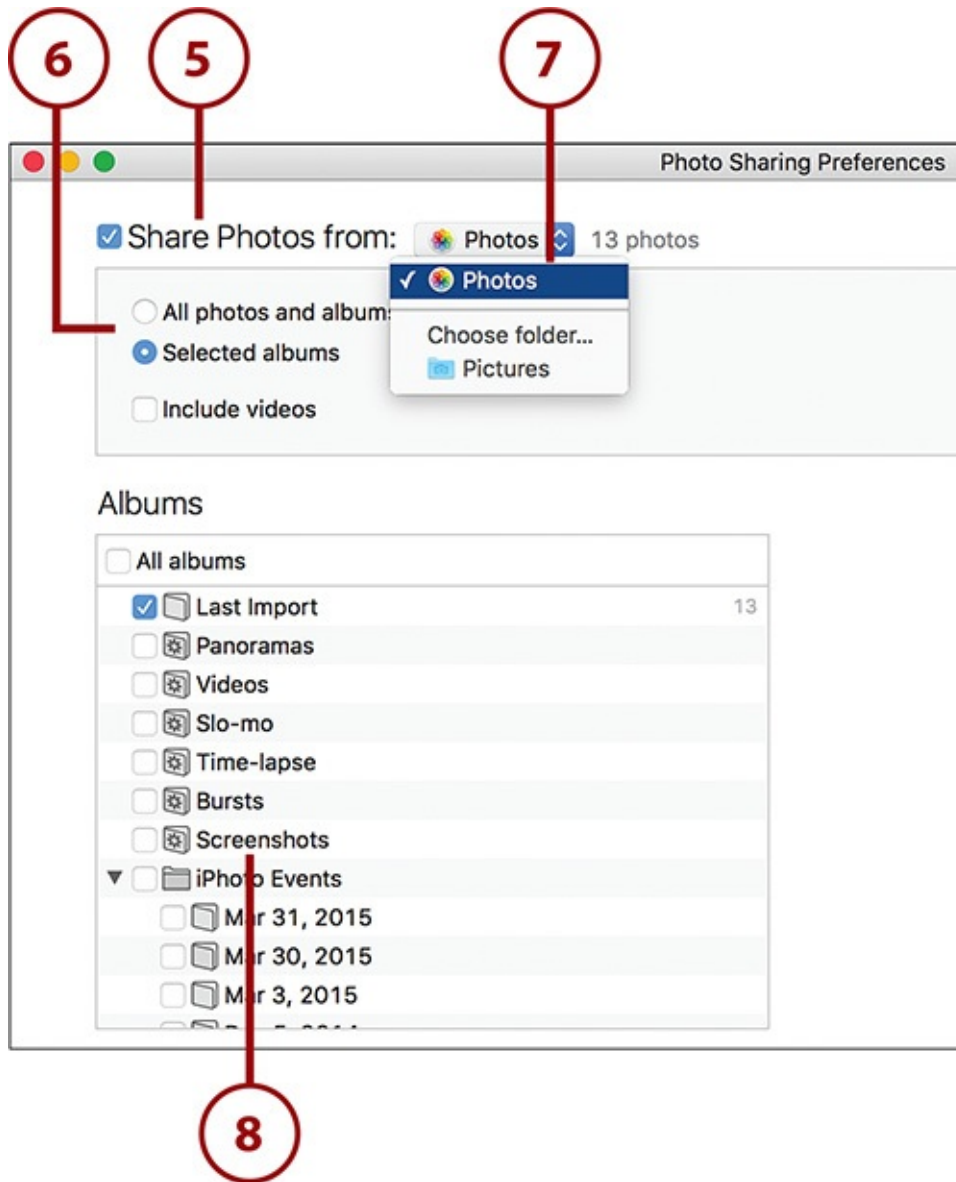 6 5 7
Photo Sharing Preferences
Share Photos from: Photos 13 photos
Photos
All photos and album
Choose folder...
Selected albums
Pictures
Include videos
Albums
All albums
Last Import 13
Panoramas
Videos
Slo-mo
Time-lapse
Bursts
Screenshots
iPhoto Events
Mar 31, 2015
Mar 30, 2015
Mar 3, 2015
8